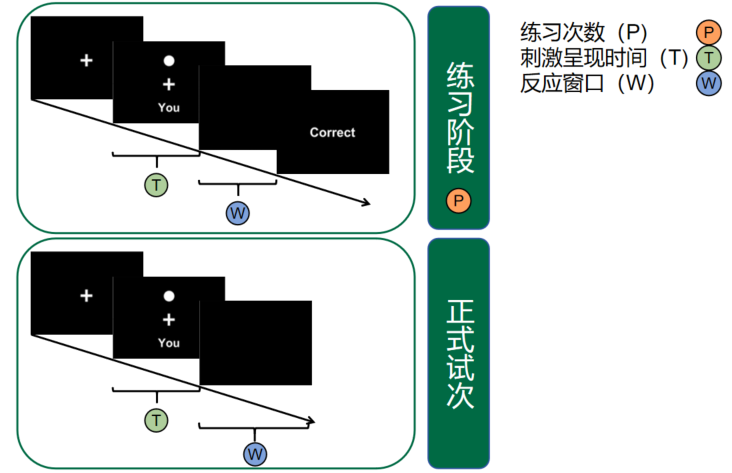 +
+
You
Correct
T
W
练习阶段
P
练习次数（P） P
刺激呈现时间（T） T
反应窗口（W） W
+
+
You
T
W
正式试次